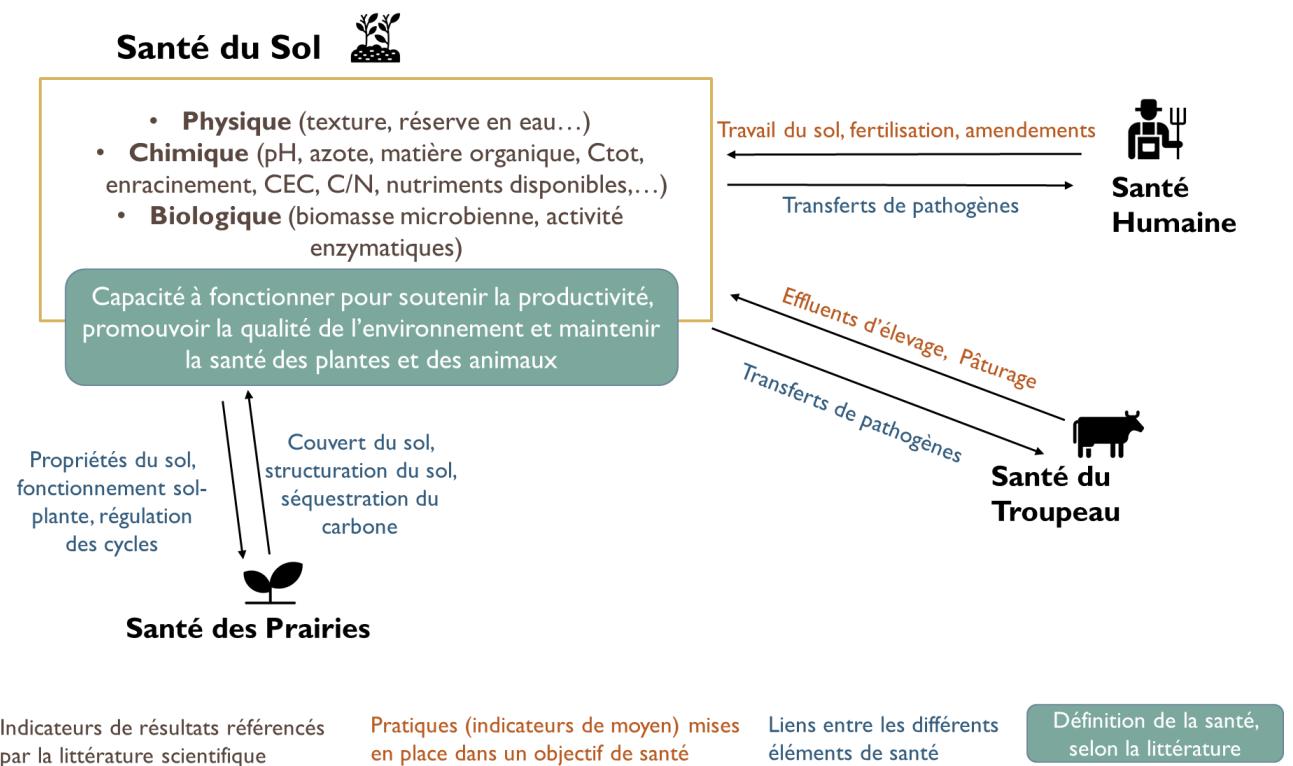 Santé du Sol
• Physique (texture, réserve en eau…)
• Chimique (pH, azote, matière organique, Ctot,
enracinement, CEC, C/N, nutriments disponibles,…)
• Biologique (biomasse microbienne, activité
enzymatiques)
Capacité à fonctionner pour soutenir la productivité,
promouvoir la qualité de l’environnement et maintenir
la santé des plantes et des animaux
Travail du sol, fertilisation, amendements
Transferts de pathogènes
Santé
Humaine
Effluents d’élevage, Pâturage
Transferts de pathogènes
Santé du
Troupeau
Propriétés du sol,
fonctionnement sol-
plante, régulation
des cycles
Couvert du sol,
structuration du sol,
séquestration du
carbone
Santé des Prairies
Indicateurs de résultats référencés
par la littérature scientifique
Pratiques (indicateurs de moyen) mises
en place dans un objectif de santé
Liens entre les différents
éléments de santé
Définition de la santé,
selon la littérature